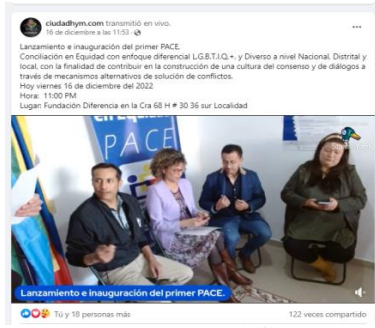 ciudadhym.com transmitió en vivo.
16 de diciembre a las 11:53
Lanzamiento e inauguración del primer PACE.
Conciliación en Equidad con enfoque diferencial L.G.B.T.I.Q.+. y Diverso a nivel Nacional, Distrital y
local, con la finalidad de contribuir en la construcción de una cultura del consenso y de diálogos a
través de mecanismos alternativos de solución de conflictos.
Hoy viernes 16 de diciembre del 2022
Hora: 11:00 PM
Lugar: Fundación Diferencia en la Cra 68 H # 30 36 sur Localidad
en Equidad
PACE
Lanzamiento e inauguración del primer PACE.
Tú y 18 personas más
122 veces compartido